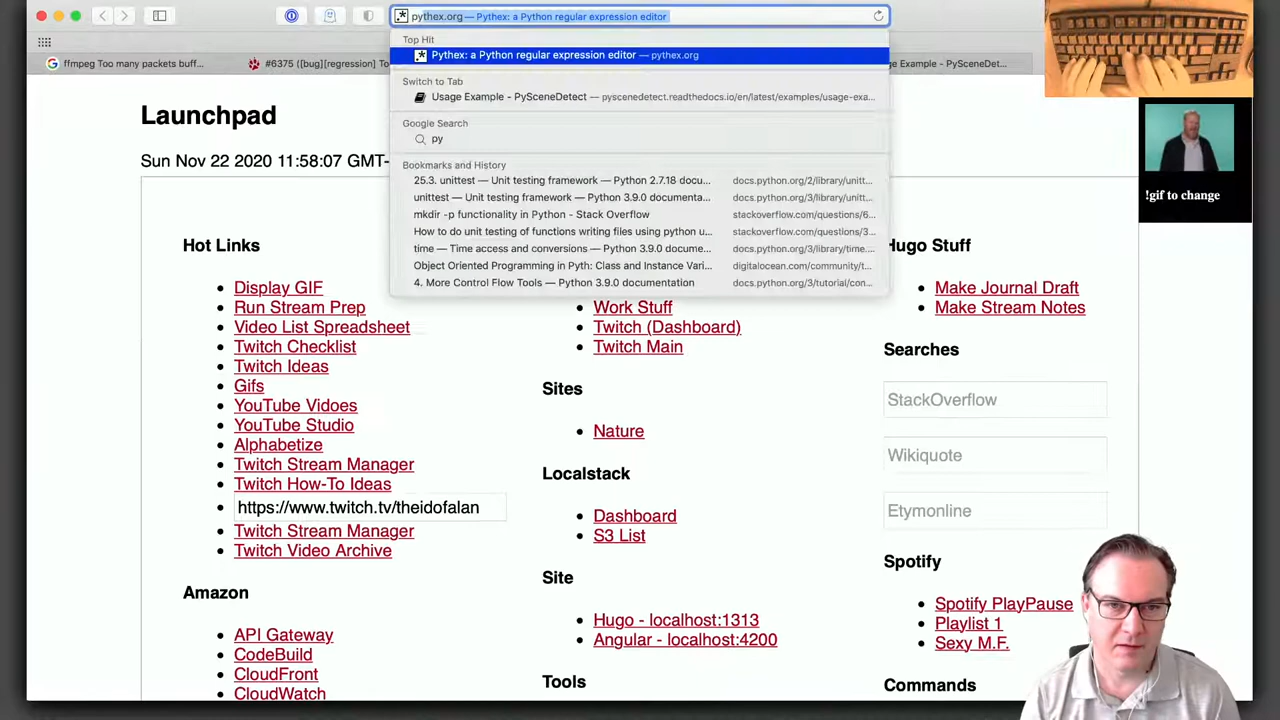 pythex.org — Pythex: a Python regular expression editor
Top Hit
Pythex: a Python regular expression editor — pythex.org
Switch to Tab
Usage Example - PySceneDetect — pyscenedetect.readthedocs.io/en/latest/examples/usage-exa...
Google Search
py
Bookmarks and History
25.3. unittest — Unit testing framework — Python 2.7.18 docu... docs.python.org/2/library/unitt...
unittest — Unit testing framework — Python 3.9.0 documenta... docs.python.org/3/library/unitt...
mkdir -p functionality in Python - Stack Overflow stackoverflow.com/questions/6...
How to do unit testing of functions writing files using python u... stackoverflow.com/questions/3...
time — Time access and conversions — Python 3.9.0 docume... docs.python.org/3/library/time....
Object Oriented Programming in Pyth: Class and Instance Vari... digitalocean.com/community/t...
4. More Control Flow Tools — Python 3.9.0 documentation docs.python.org/3/tutorial/con...
ffmpeg Too many packets buff...
#6375 ([bug][regression] To
Example - PySceneDet...
!gif to change
Launchpad
Sun Nov 22 2020 11:58:07 GMT-
Hot Links
Display GIF
Run Stream Prep
Video List Spreadsheet
Twitch Checklist
Twitch Ideas
Gifs
YouTube Vidoes
YouTube Studio
Alphabetize
Twitch Stream Manager
Twitch How-To Ideas
https://www.twitch.tv/theidofalan
Twitch Stream Manager
Twitch Video Archive
Amazon
API Gateway
CodeBuild
CloudFront
CloudWatch
Work Stuff
Twitch (Dashboard)
Twitch Main
Sites
Nature
Localstack
Dashboard
S3 List
Site
Hugo - localhost:1313
Angular - localhost:4200
Tools
Hugo Stuff
Make Journal Draft
Make Stream Notes
Searches
StackOverflow
Wikiquote
Etymonline
Spotify
Spotify PlayPause
Playlist 1
Sexy M.F.
Commands